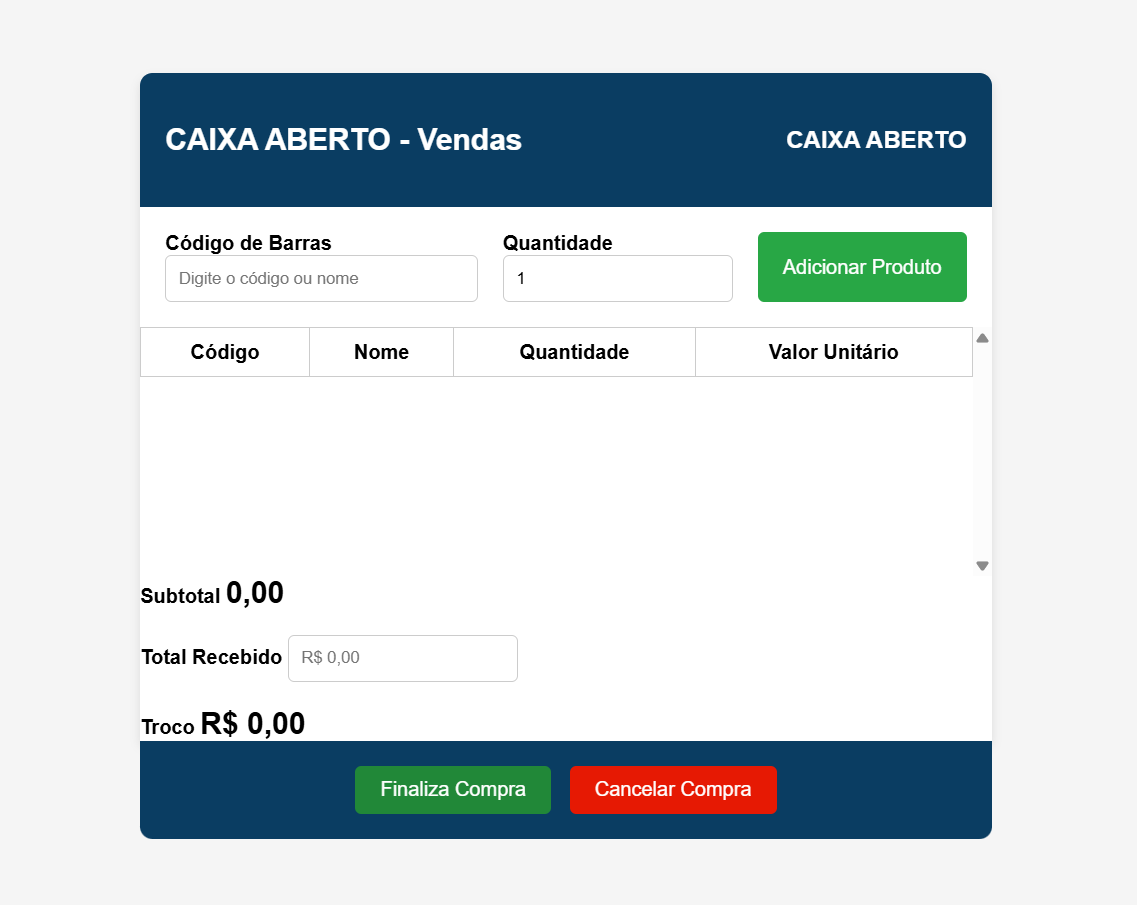 CAIXA ABERTO - Vendas
CAIXA ABERTO
Código de Barras
Quantidade
Digite o código ou nome
1
Adicionar Produto
Código
Nome
Quantidade
Valor Unitário
Subtotal 0,00
Total Recebido R$ 0,00
Troco R$ 0,00
Finaliza Compra
Cancelar Compra